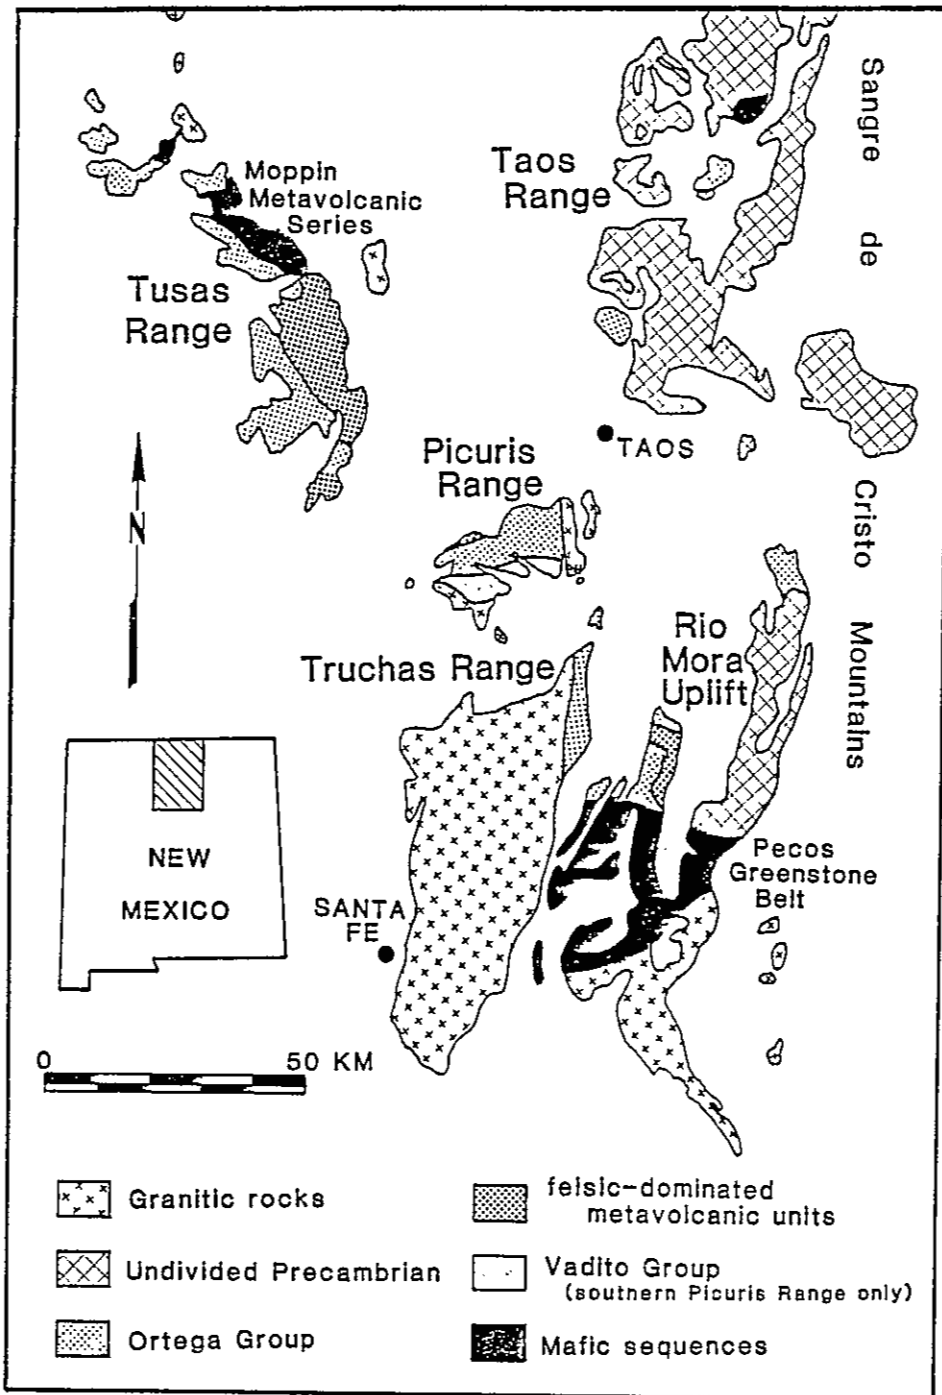 Sangre de
Cristo Mountains
Moppin
Metavolcanic
Series
Taos
Range
Tusas
Range
TAOS
Picuris
Range
N
Rio
Mora
Uplift
Truchas Range
NEW
MEXICO
Pecos
Greenstone
Belt
SANTA
FE
0 50 KM
Granitic rocks
Undivided Precambrian
Ortega Group
felsic-dominated
metavolcanic units
Vadito Group
(southern Picuris Range only)
Mafic sequences